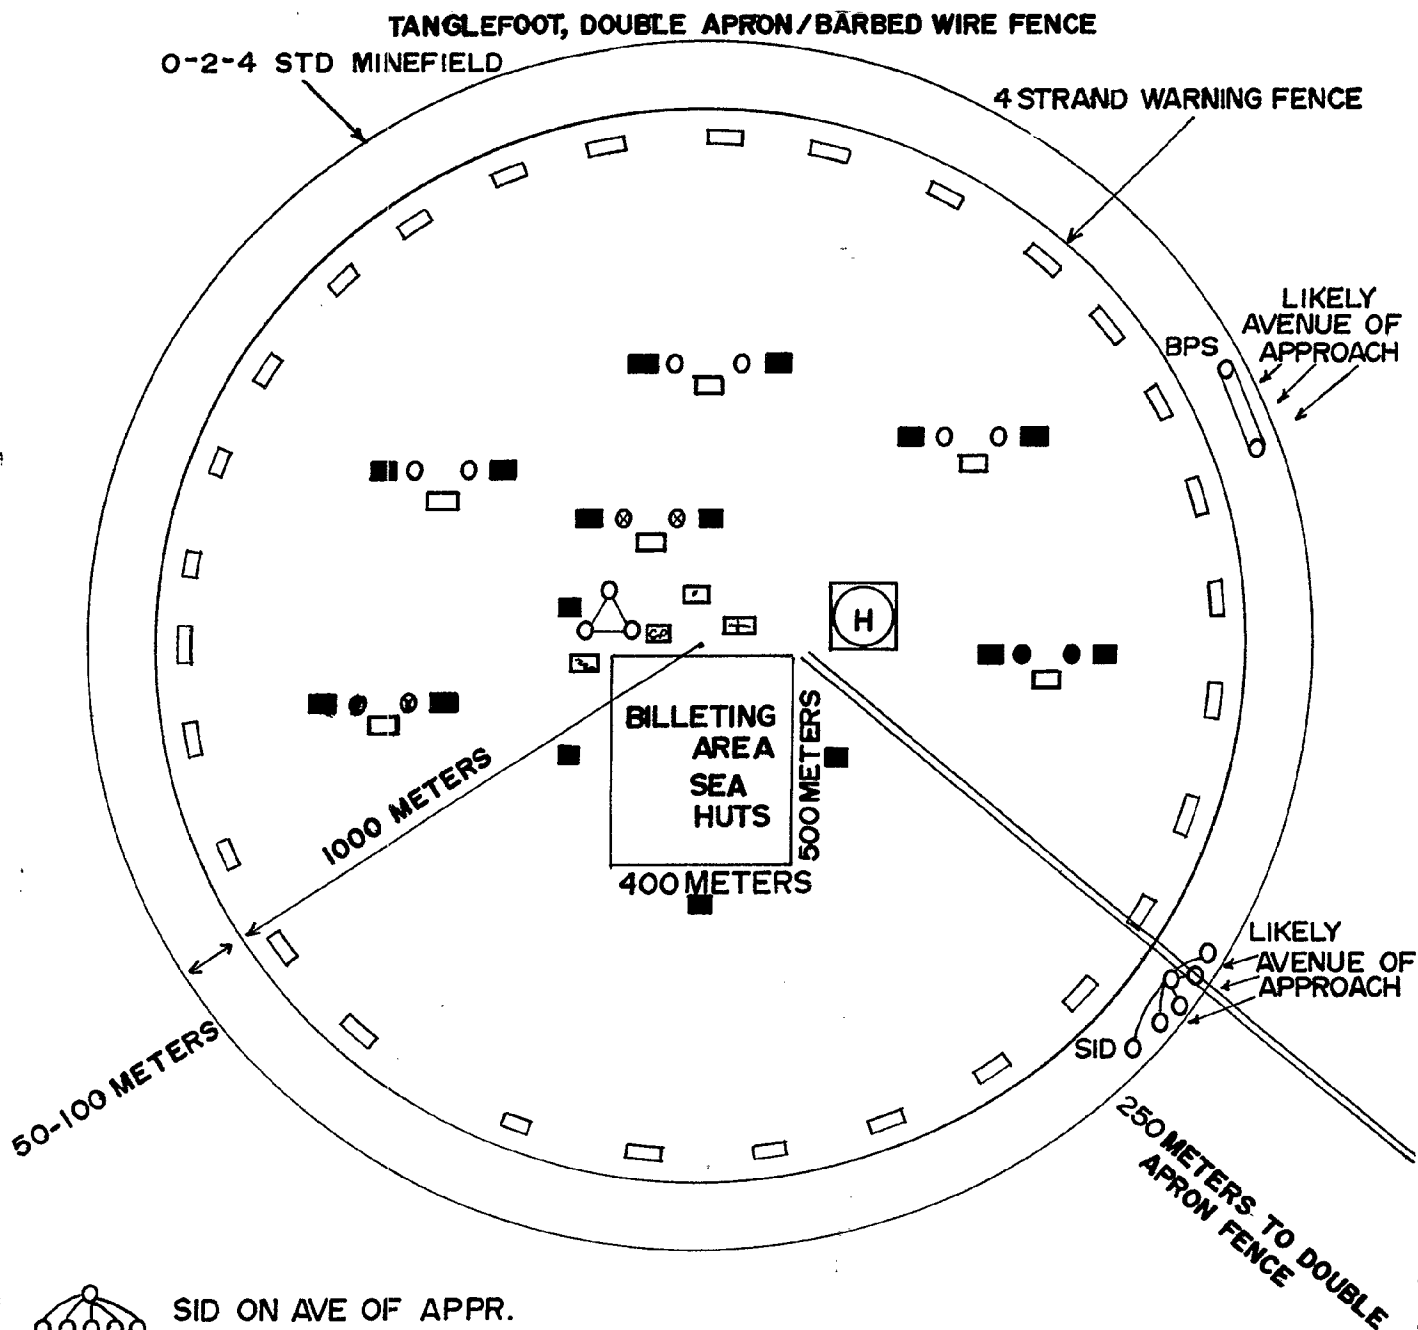 TANGLEFOOT, DOUBLE APRON/BARBED WIRE FENCE
0-2-4 STD MINEFIELD
4 STRAND WARNING FENCE
LIKELY
AVENUE OF
APPROACH
BPS
H
CP
BILLETING
AREA
SEA
HUTS
500 METERS
400 METERS
1000 METERS
50-100 METERS
LIKELY
AVENUE OF
APPROACH
SID
250 METERS TO DOUBLE
APRON FENCE
SID ON AVE OF APPR.